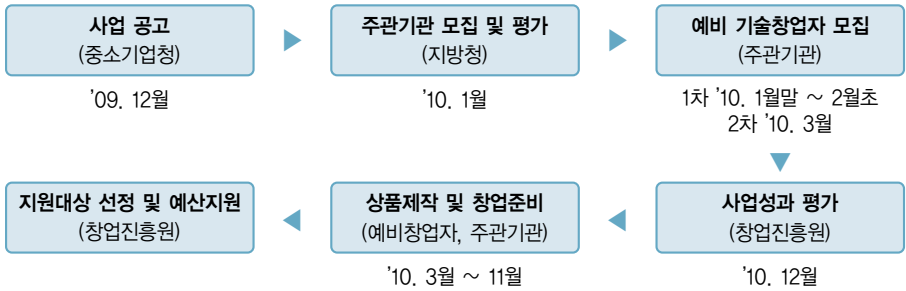 사업 공고
(중소기업청)
'09. 12월
주관기관 모집 및 평가
(지방청)
'10. 1월
예비 기술창업자 모집
(주관기관)
1차 '10. 1월말 ~ 2월초
2차 '10. 3월
사업성과 평가
(창업진흥원)
'10. 12월
상품제작 및 창업준비
(예비창업자, 주관기관)
'10. 3월 ~ 11월
지원대상 선정 및 예산지원
(창업진흥원)